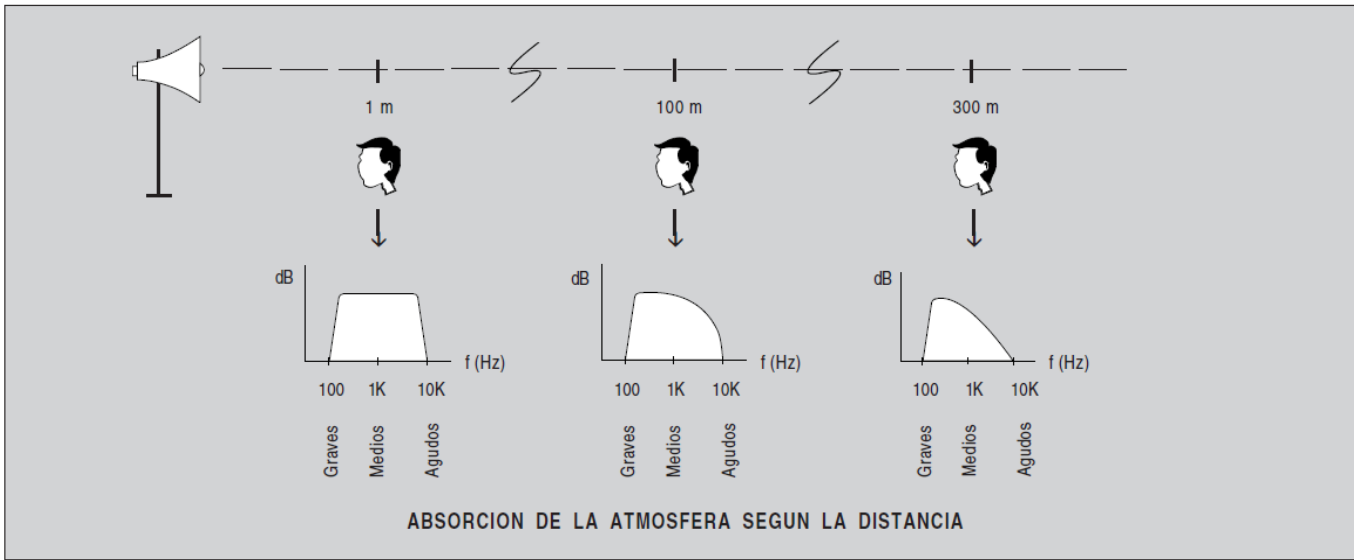 1 m 100 m 300 m
dB
f (Hz)
100 1K 10K
Graves
Medios
Agudos
dB
f (Hz)
100 1K 10K
Graves
Medios
Agudos
dB
f (Hz)
100 1K 10K
Graves
Medios
Agudos
ABSORCION DE LA ATMOSFERA SEGUN LA DISTANCIA